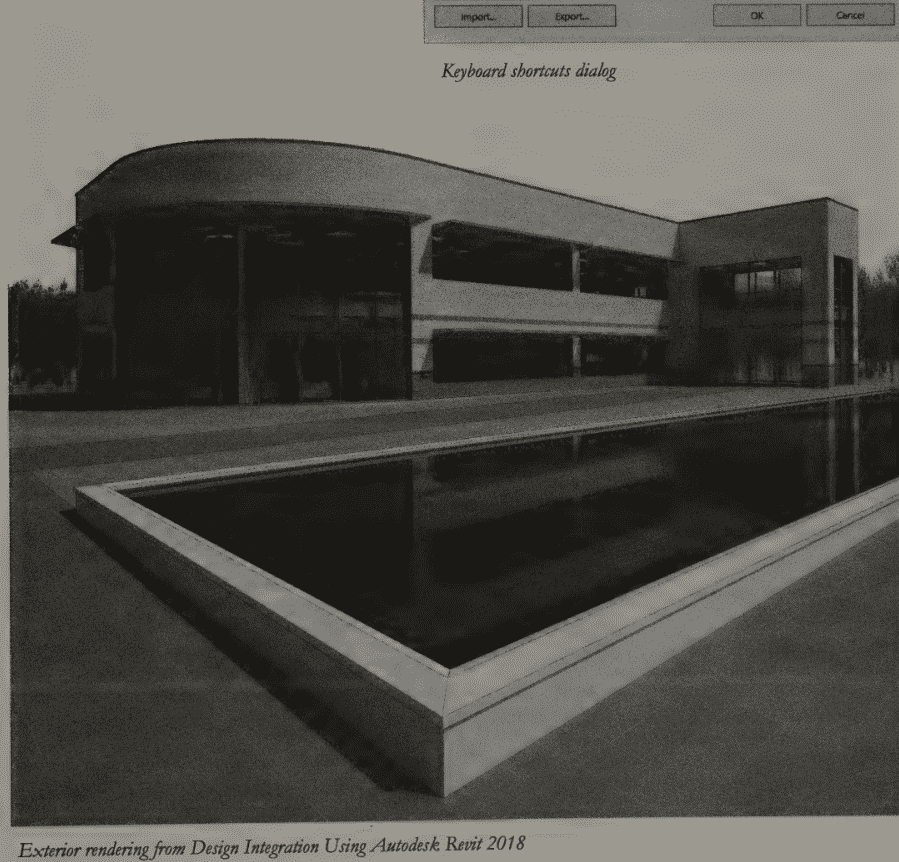 Import... Export... OK Cancel
Keyboard shortcuts dialog
Exterior rendering from Design Integration Using Autodesk Revit 2018